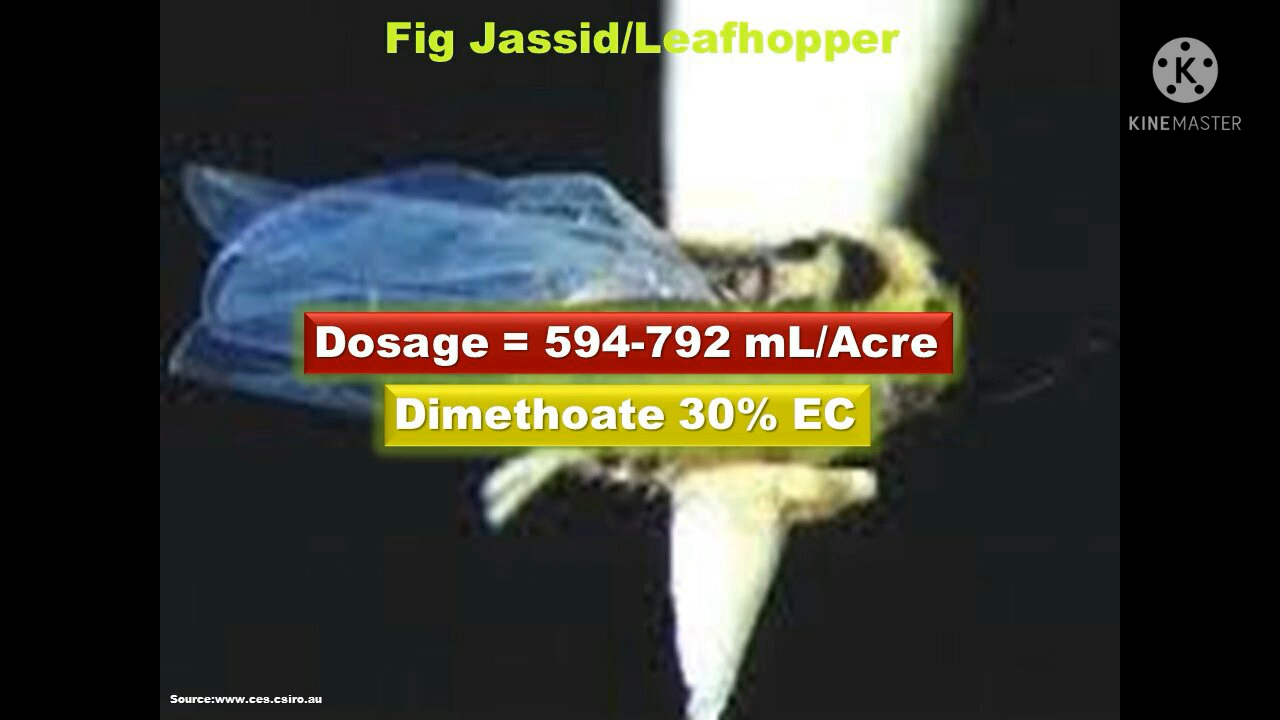 Fig Jassid/Leafhopper
KINEMASTER
Dosage = 594-792 mL/Acre
Dimethoate 30% EC
Source:www.ces.csiro.au